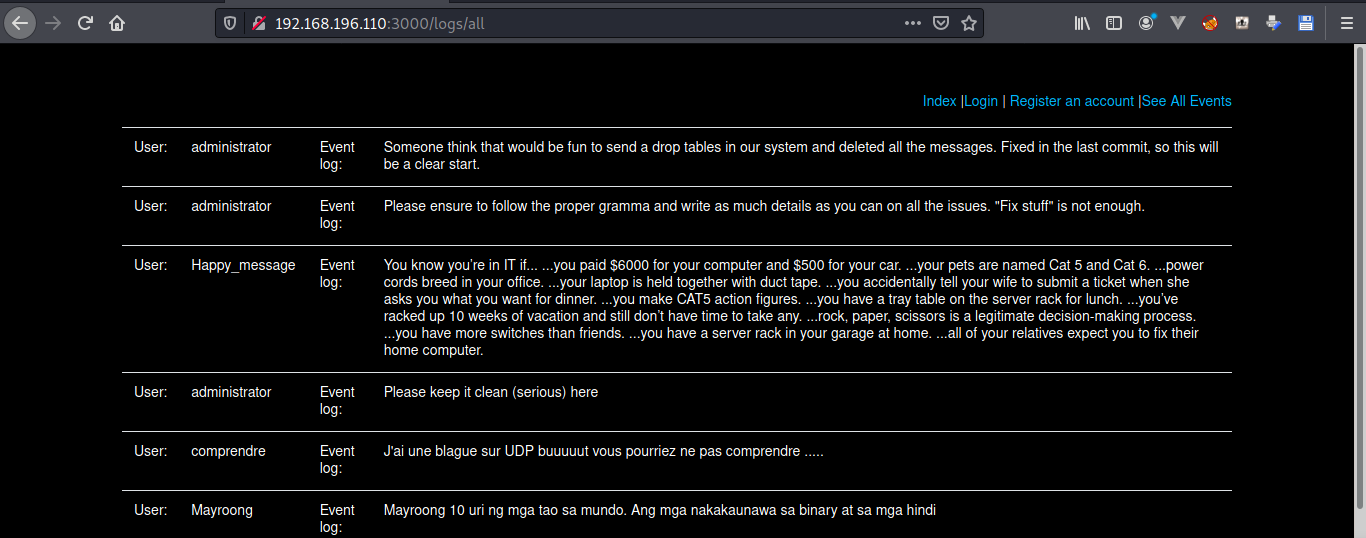 192.168.196.110:3000/logs/all
Index |Login | Register an account |See All Events
User: administrator Event log: Someone think that would be fun to send a drop tables in our system and deleted all the messages. Fixed in the last commit, so this will
be a clear start.
User: administrator Event log: Please ensure to follow the proper gramma and write as much details as you can on all the issues. "Fix stuff" is not enough.
User: Happy_message Event log: You know you’re in IT if... ...you paid $6000 for your computer and $500 for your car. ...your pets are named Cat 5 and Cat 6. ...power
cords breed in your office. ...your laptop is held together with duct tape. ...you accidentally tell your wife to submit a ticket when she
asks you what you want for dinner. ...you make CAT5 action figures. ...you have a tray table on the server rack for lunch. ...you’ve
racked up 10 weeks of vacation and still don’t have time to take any. ...rock, paper, scissors is a legitimate decision-making process.
...you have more switches than friends. ...you have a server rack in your garage at home. ...all of your relatives expect you to fix their
home computer.
User: administrator Event log: Please keep it clean (serious) here
User: comprendre Event log: J'ai une blague sur UDP buuuuut vous pourriez ne pas comprendre .....
User: Mayroong Event log: Mayroong 10 uri ng mga tao sa mundo. Ang mga nakakaunawa sa binary at sa mga hindi